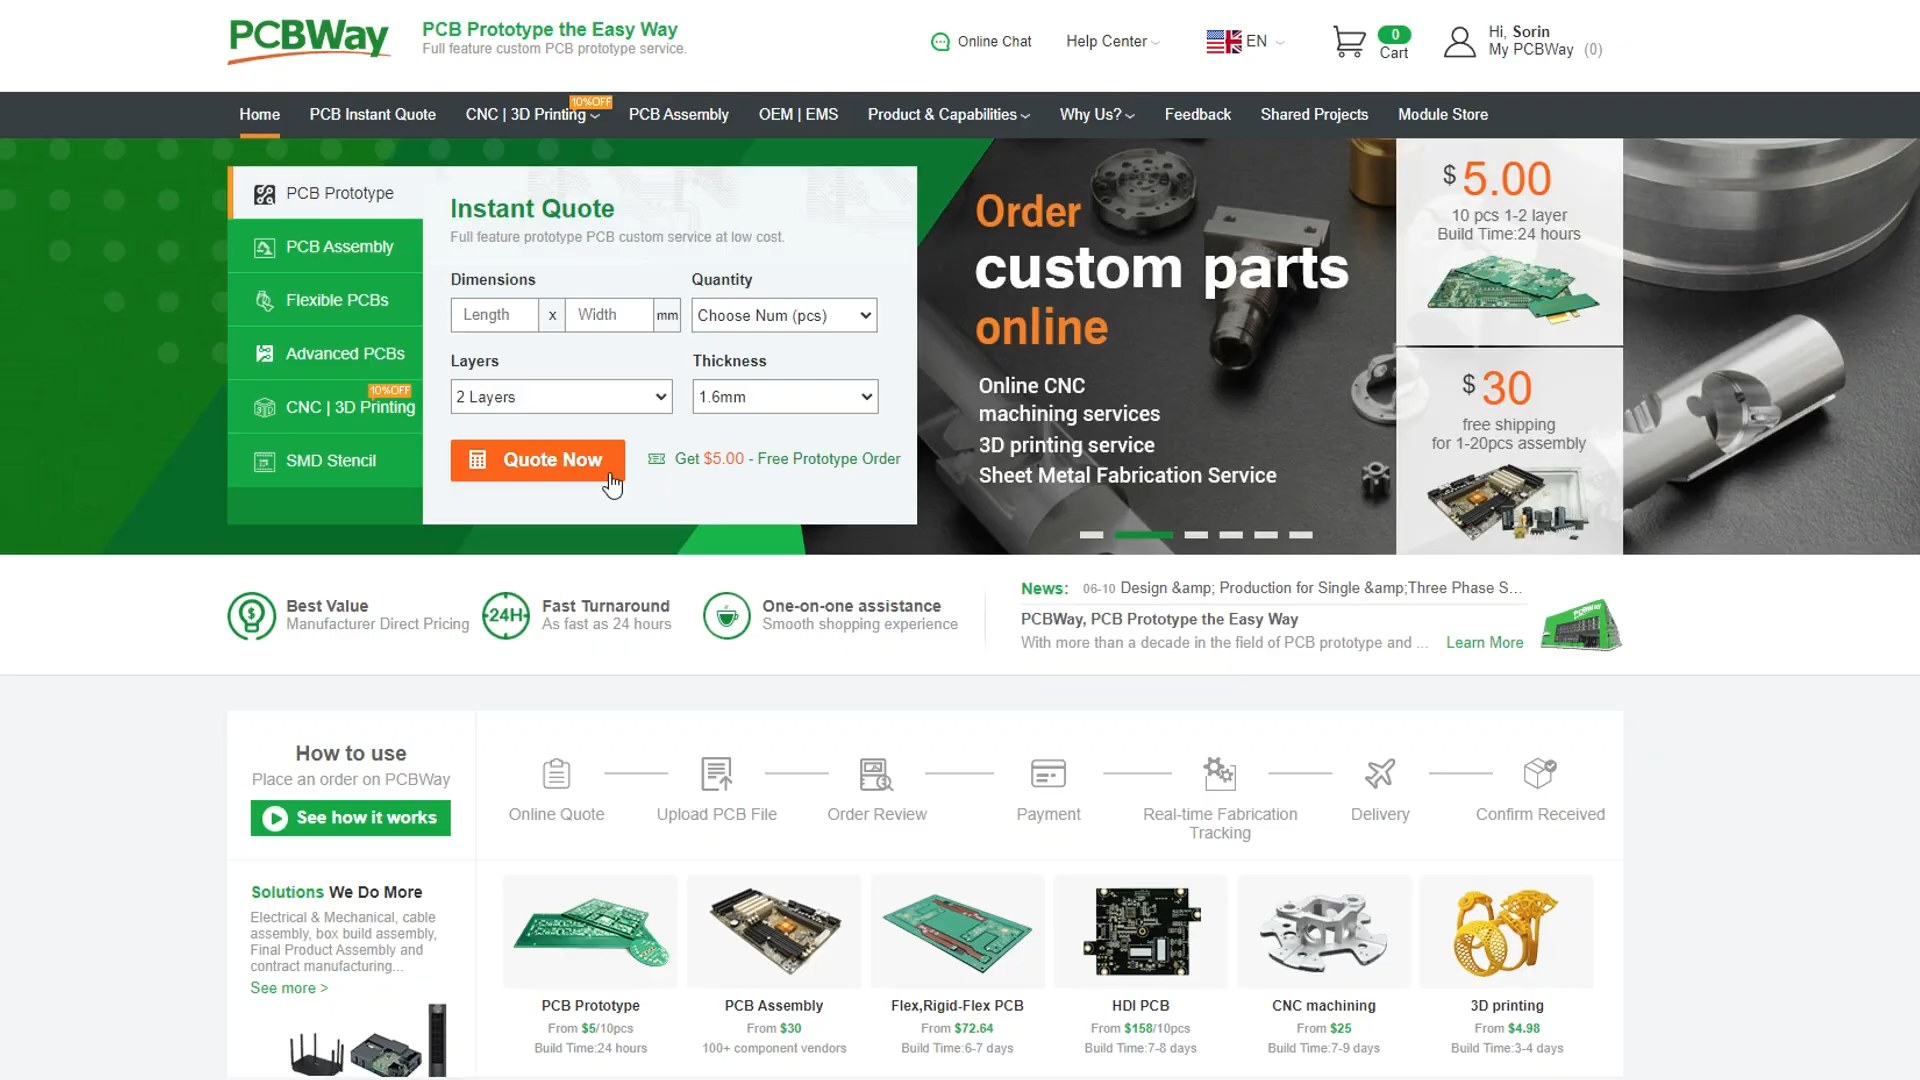 PCBWay
PCB Prototype the Easy Way
Full feature custom PCB prototype service.
Online Chat
Help Center
EN
0
Cart
Hi, Sorin
My PCBWay (0)
Home
PCB Instant Quote
CNC | 3D Printing
10%OFF
PCB Assembly
OEM | EMS
Product & Capabilities
Why Us?
Feedback
Shared Projects
Module Store
PCB Prototype
PCB Assembly
Flexible PCBs
Advanced PCBs
10%OFF
CNC | 3D Printing
SMD Stencil
Instant Quote
Full feature prototype PCB custom service at low cost.
Dimensions
Quantity
Length x Width mm
Choose Num (pcs)
Layers
Thickness
2 Layers
1.6mm
Quote Now
Get $5.00 - Free Prototype Order
Order
custom parts
online
Online CNC
machining services
3D printing service
Sheet Metal Fabrication Service
$ 5.00
10 pcs 1-2 layer
Build Time:24 hours
$ 30
free shipping
for 1-20pcs assembly
Best Value
Manufacturer Direct Pricing
24H
Fast Turnaround
As fast as 24 hours
One-on-one assistance
Smooth shopping experience
News: 06-10 Design &amp; Production for Single &amp;Three Phase S...
PCBWay, PCB Prototype the Easy Way
With more than a decade in the field of PCB prototype and ... Learn More
PCBWay
How to use
Place an order on PCBWay
See how it works
Online Quote
Upload PCB File
Order Review
Payment
Real-time Fabrication
Tracking
Delivery
Confirm Received
Solutions We Do More
Electrical & Mechanical, cable
assembly, box build assembly,
Final Product Assembly and
contract manufacturing...
See more >
PCB Prototype
From $5/10pcs
Build Time:24 hours
PCB Assembly
From $30
100+ component vendors
Flex,Rigid-Flex PCB
From $72.64
Build Time:6-7 days
HDI PCB
From $158/10pcs
Build Time:7-8 days
CNC machining
From $25
Build Time:7-9 days
3D printing
From $4.98
Build Time:3-4 days